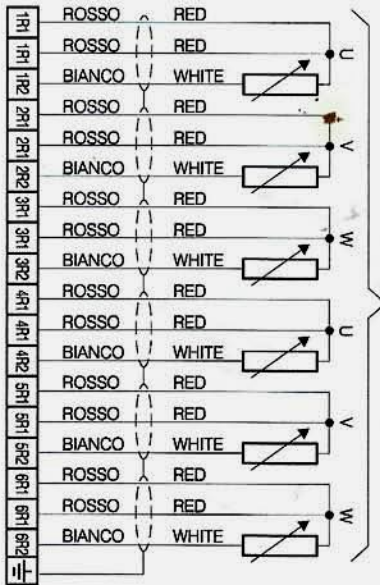 1R1 ROSSO RED
1R1 ROSSO RED U
1R2 BIANCO WHITE
2R1 ROSSO RED
2R1 ROSSO RED V
2R2 BIANCO WHITE
3R1 ROSSO RED
3R1 ROSSO RED W
3R2 BIANCO WHITE
4R1 ROSSO RED
4R1 ROSSO RED U
4R2 BIANCO WHITE
5R1 ROSSO RED
5R1 ROSSO RED V
5R2 BIANCO WHITE
6R1 ROSSO RED
6R1 ROSSO RED W
6R2 BIANCO WHITE